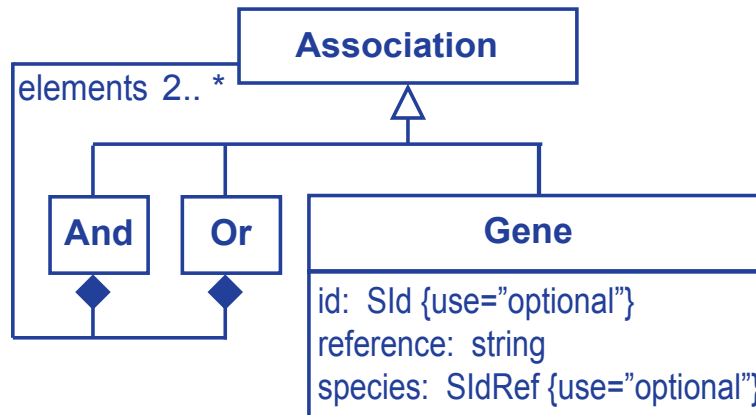 Association
elements 2.. *
And
Or
Gene
id: SId {use=”optional”}
reference: string
species: SIdRef {use=”optional”}